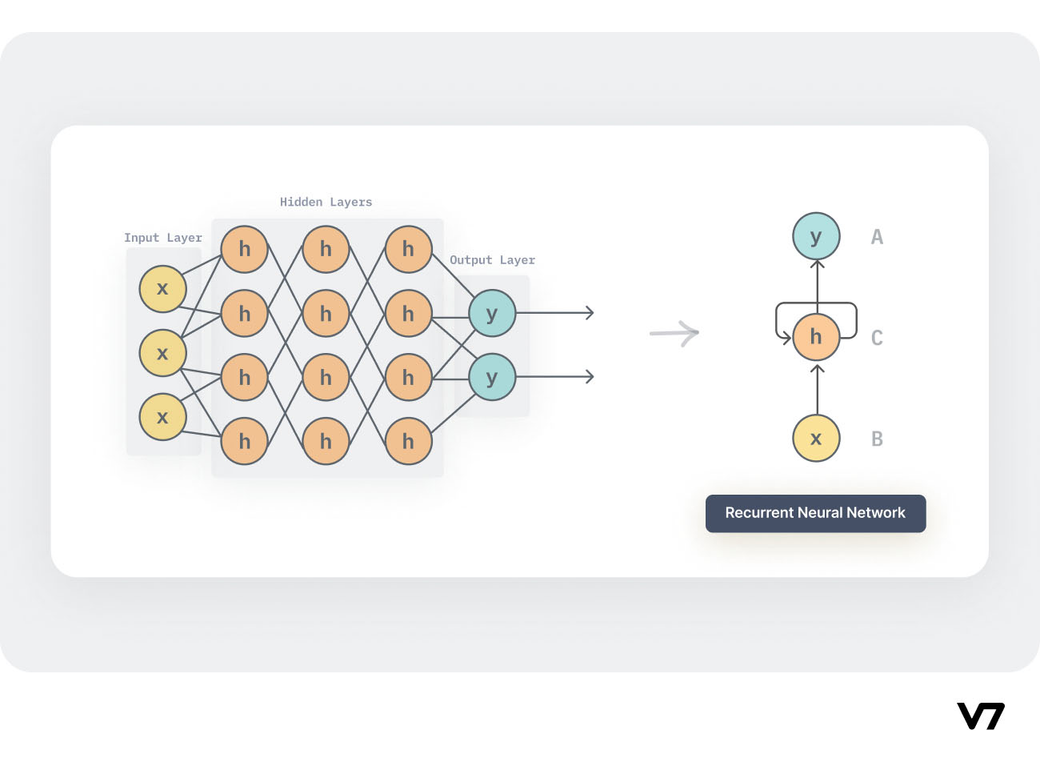 Hidden Layers
Input Layer
Output Layer
x
x
x
h h h
h h h
h h h
h h h
y
y
y A
h C
x B
Recurrent Neural Network
V7